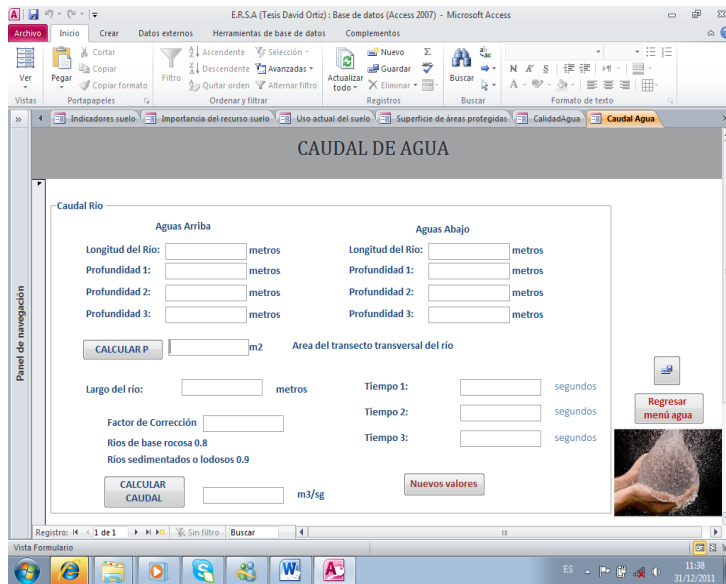 E.R.S.A (Tesis David Ortiz) : Base de datos (Access 2007) - Microsoft Access
Archivo Inicio Crear Datos externos Herramientas de base de datos Complementos
Ver
Vistas
Pegar
Cortar
Copiar
Copiar formato
Portapapeles
Filtro
Ascendente
Descendente
Quitar orden
Selección
Avanzadas
Alternar filtro
Ordenar y filtrar
Actualizar todo
Nuevo
Guardar
Eliminar
Registros
Buscar
Buscar
N K S
Formato de texto
Indicadores suelo Importancia del recurso suelo Uso actual del suelo Superficie de áreas protegidas CalidadAgua Caudal Agua
CAUDAL DE AGUA
Panel de navegación
Caudal Río
Aguas Arriba Aguas Abajo
Longitud del Río: metros Longitud del Río: metros
Profundidad 1: metros Profundidad 1: metros
Profundidad 2: metros Profundidad 2: metros
Profundidad 3: metros Profundidad 3: metros
CALCULAR P m2 Area del transecto transversal del río
Largo del río: metros Tiempo 1: segundos
Factor de Corrección Tiempo 2: segundos
Rios de base rocosa 0.8 Tiempo 3: segundos
Ríos sedimentados o lodosos 0.9
CALCULAR CAUDAL m3/sg Nuevos valores
Regresar menú agua
Registro: 1 de 1 Sin filtro Buscar
Vista Formulario
ES 11:38
31/12/2011